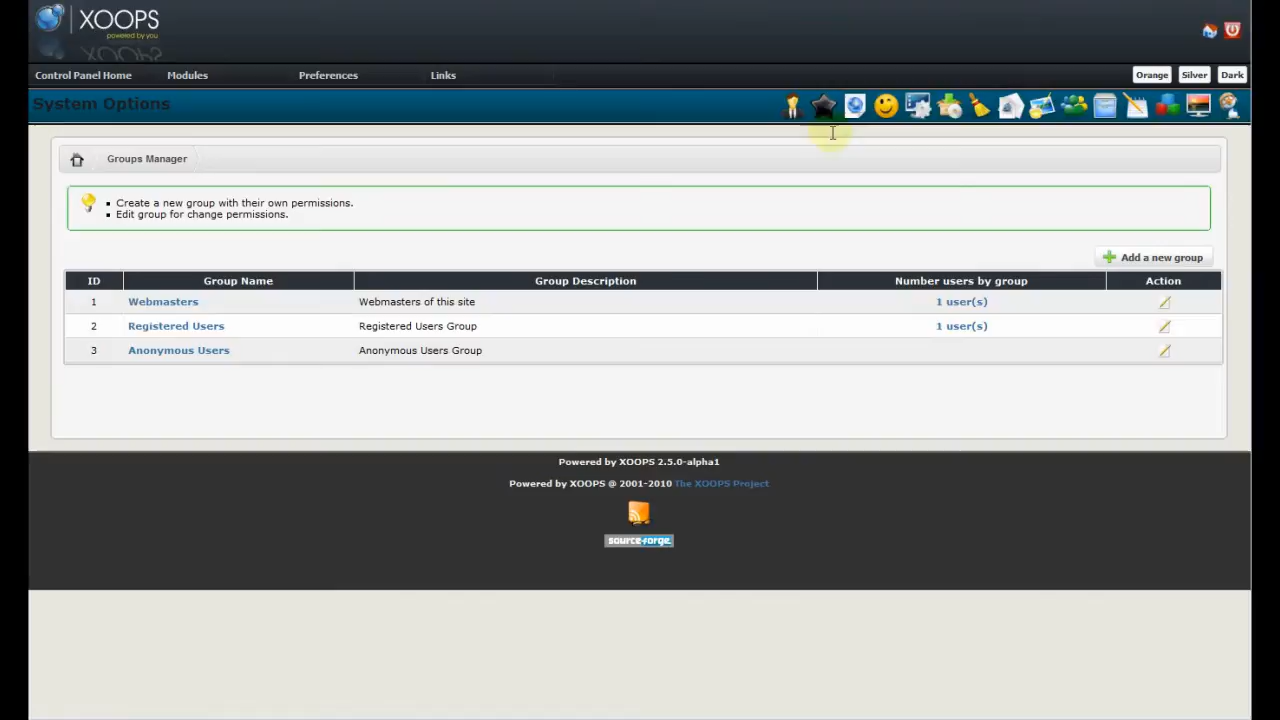 XOOPS
powered by you
Control Panel Home Modules Preferences Links Orange Silver Dark
System Options
Groups Manager
Create a new group with their own permissions.
Edit group for change permissions.
Add a new group
ID Group Name Group Description Number users by group Action
1 Webmasters Webmasters of this site 1 user(s)
2 Registered Users Registered Users Group 1 user(s)
3 Anonymous Users Anonymous Users Group
Powered by XOOPS 2.5.0-alpha1
Powered by XOOPS @ 2001-2010 The XOOPS Project
source-forge